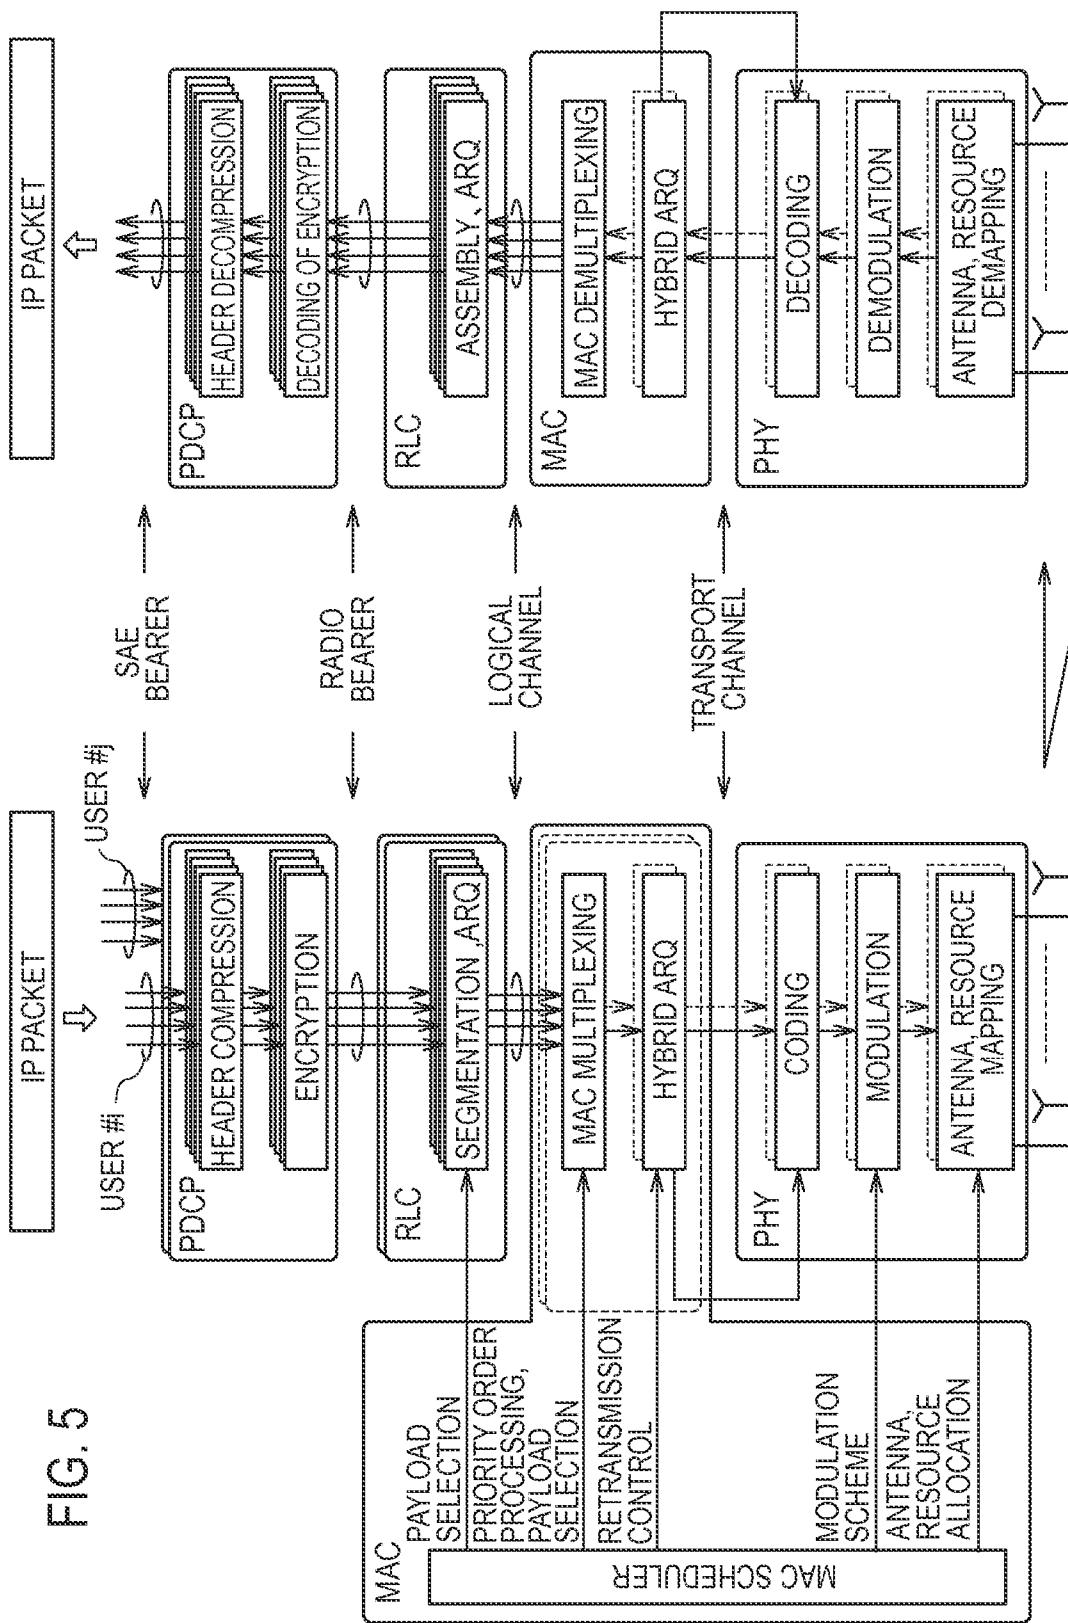 FIG. 5
IP PACKET
USER #i
USER #j
PDCP
HEADER COMPRESSION
ENCRYPTION
RLC
SEGMENTATION ,ARQ
MAC
MAC SCHEDULER
PAYLOAD
SELECTION
PRIORITY ORDER
PROCESSING,
PAYLOAD
SELECTION
RETRANSMISSION
CONTROL
MODULATION
SCHEME
ANTENNA,
RESOURCE
ALLOCATION
MAC MULTIPLEXING
HYBRID ARQ
PHY
CODING
MODULATION
ANTENNA, RESOURCE
MAPPING
SAE
BEARER
RADIO
BEARER
LOGICAL
CHANNEL
TRANSPORT
CHANNEL
IP PACKET
PDCP
HEADER DECOMPRESSION
DECODING OF ENCRYPTION
RLC
ASSEMBLY、ARQ
MAC
MAC DEMULTIPLEXING
HYBRID ARQ
PHY
DECODING
DEMODULATION
ANTENNA, RESOURCE
DEMAPPING